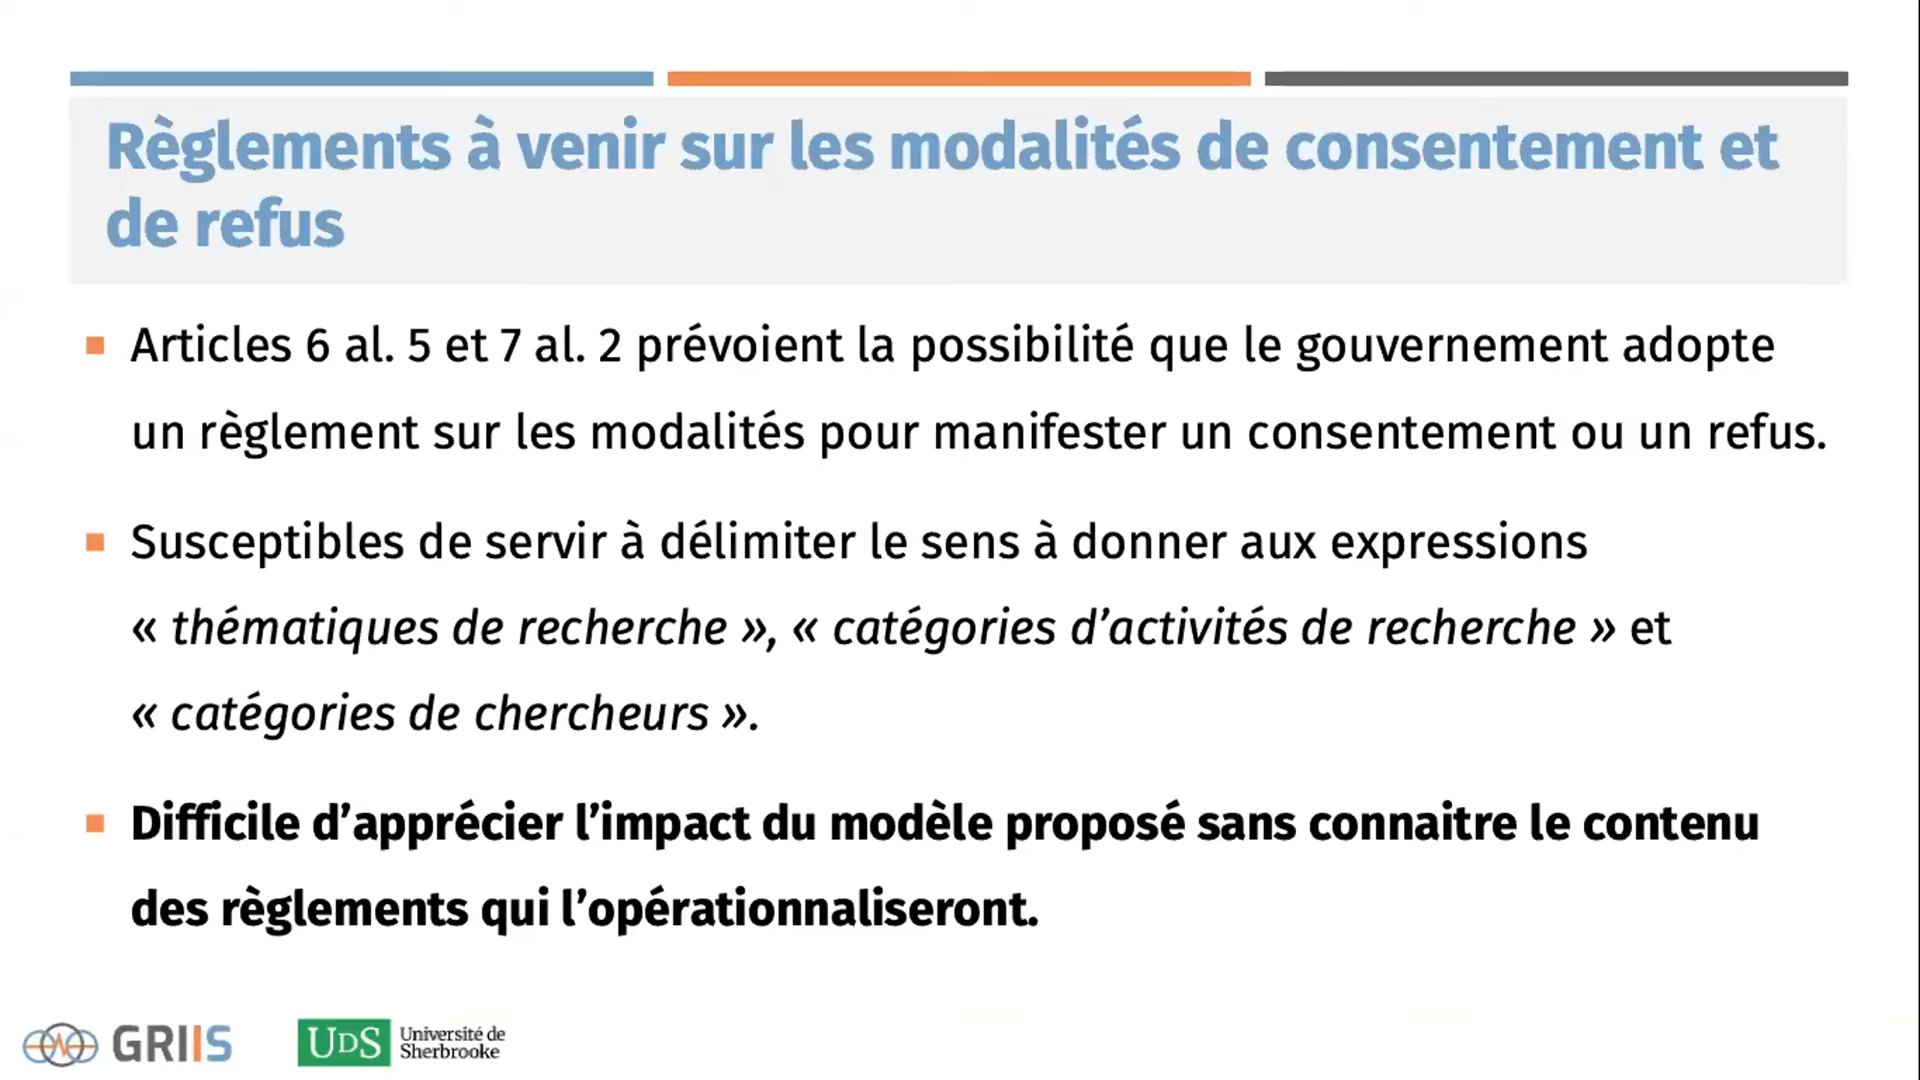 Règlements à venir sur les modalités de consentement et
de refus
Articles 6 al. 5 et 7 al. 2 prévoient la possibilité que le gouvernement adopte
un règlement sur les modalités pour manifester un consentement ou un refus.
Susceptibles de servir à délimiter le sens à donner aux expressions
« thématiques de recherche », « catégories d’activités de recherche » et
« catégories de chercheurs ».
Difficile d’apprécier l’impact du modèle proposé sans connaitre le contenu
des règlements qui l’opérationnaliseront.
GRIIS
UDS Université de
Sherbrooke